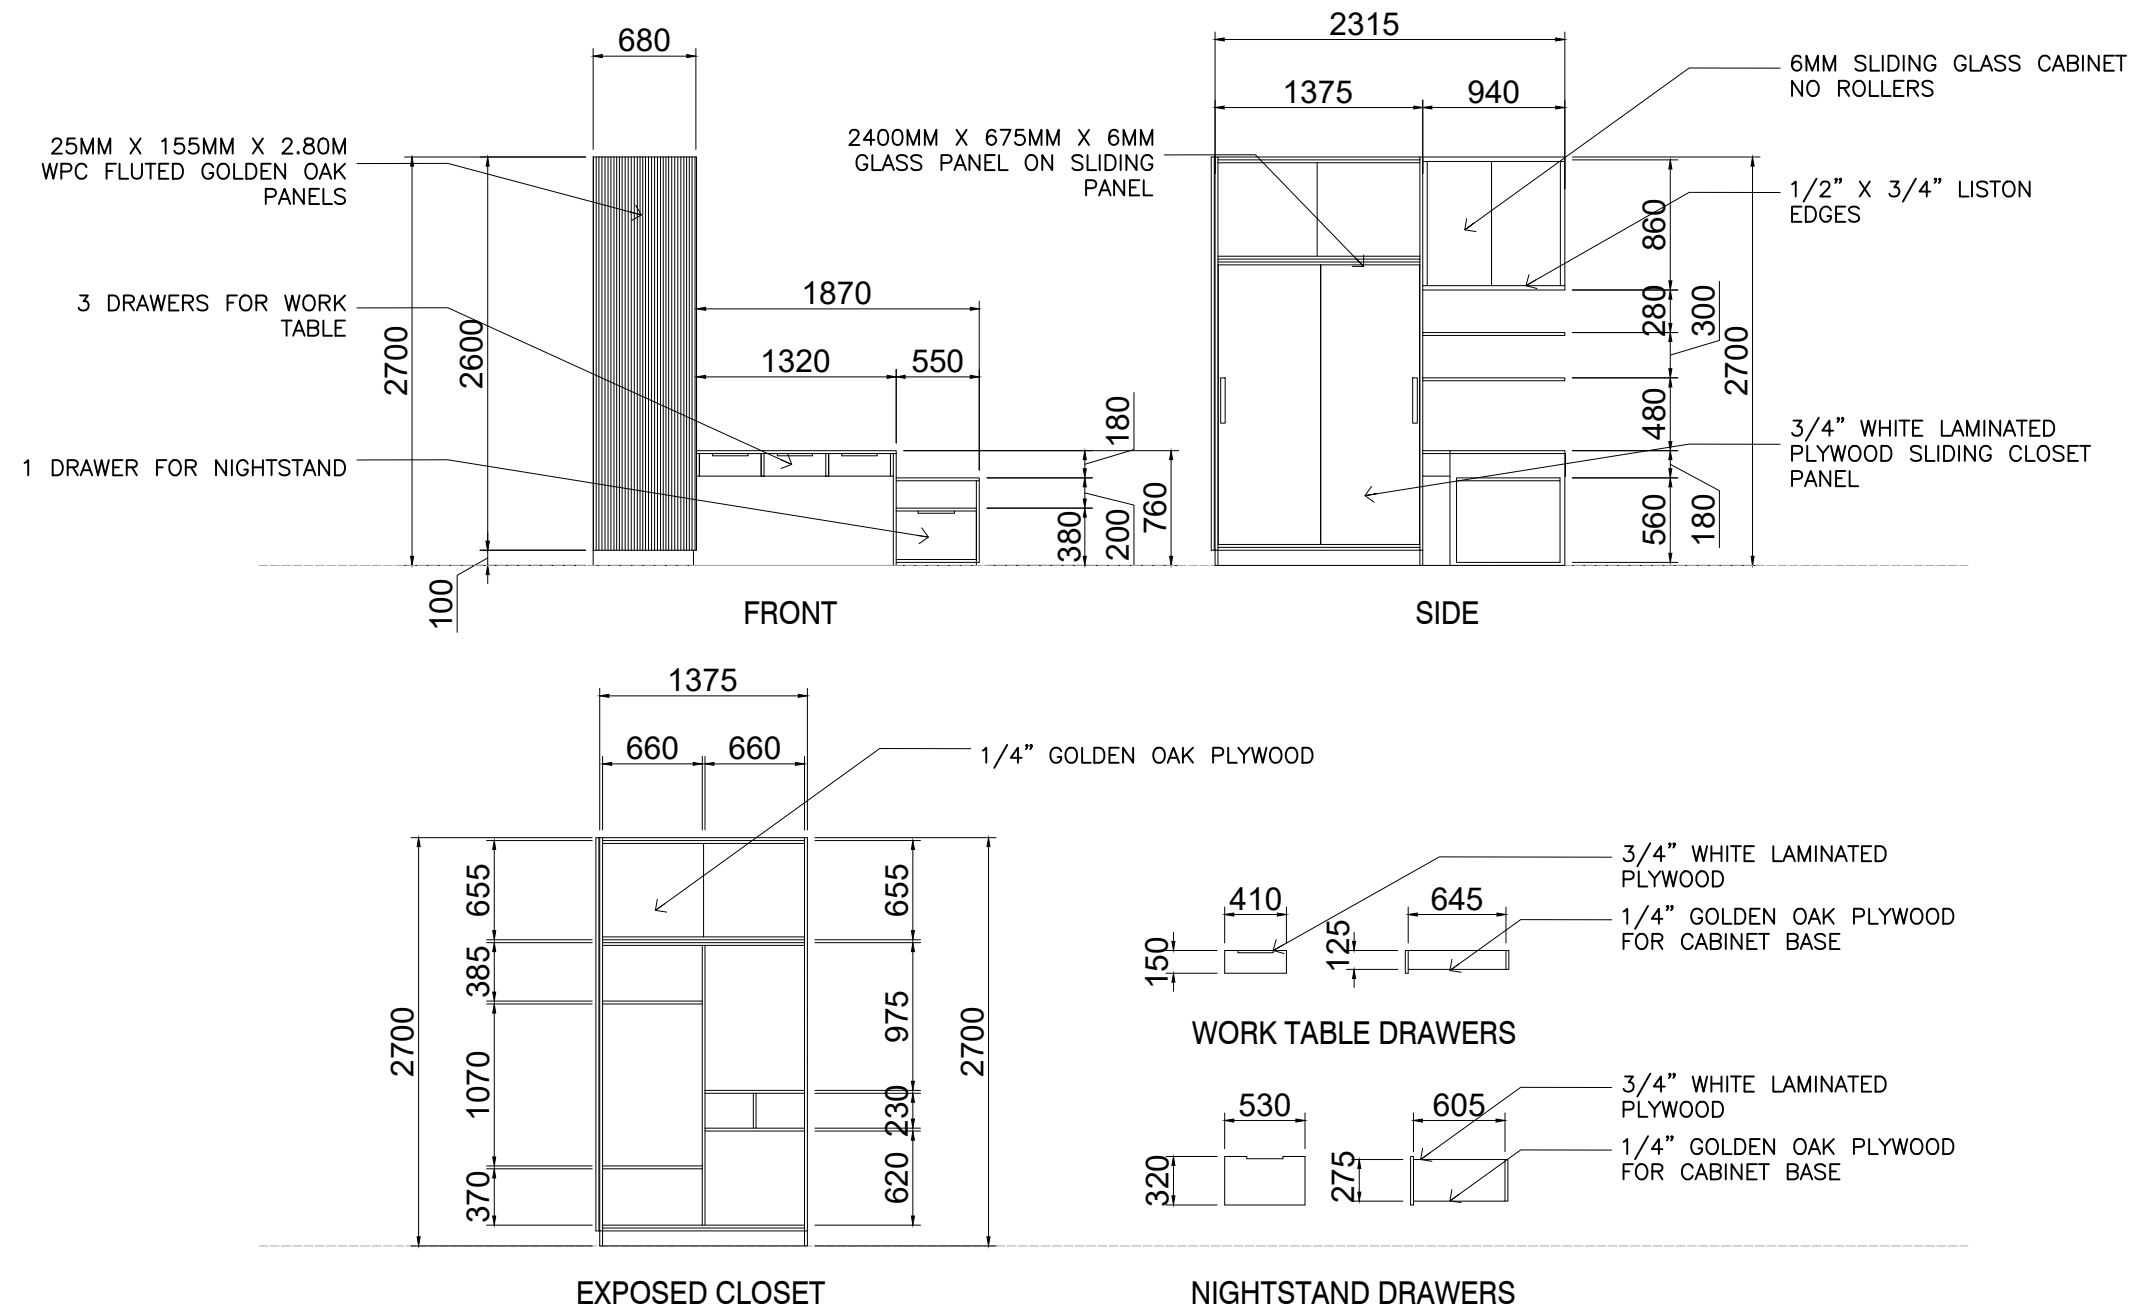 680
25MM X 155MM X 2.80M
WPC FLUTED GOLDEN OAK
PANELS
3 DRAWERS FOR WORK
TABLE
1 DRAWER FOR NIGHTSTAND
2700
2600
100
1870
1320
550
180
200
380
760
FRONT
2315
1375
940
2400MM X 675MM X 6MM
GLASS PANEL ON SLIDING
PANEL
6MM SLIDING GLASS CABINET
NO ROLLERS
1/2” X 3/4” LISTON
EDGES
3/4” WHITE LAMINATED
PLYWOOD SLIDING CLOSET
PANEL
860
280
300
480
180
560
2700
SIDE
1375
660
660
1/4” GOLDEN OAK PLYWOOD
2700
655
385
1070
370
655
975
230
620
2700
EXPOSED CLOSET
410
150
645
125
3/4” WHITE LAMINATED
PLYWOOD
1/4” GOLDEN OAK PLYWOOD
FOR CABINET BASE
WORK TABLE DRAWERS
530
320
605
275
3/4” WHITE LAMINATED
PLYWOOD
1/4” GOLDEN OAK PLYWOOD
FOR CABINET BASE
NIGHTSTAND DRAWERS